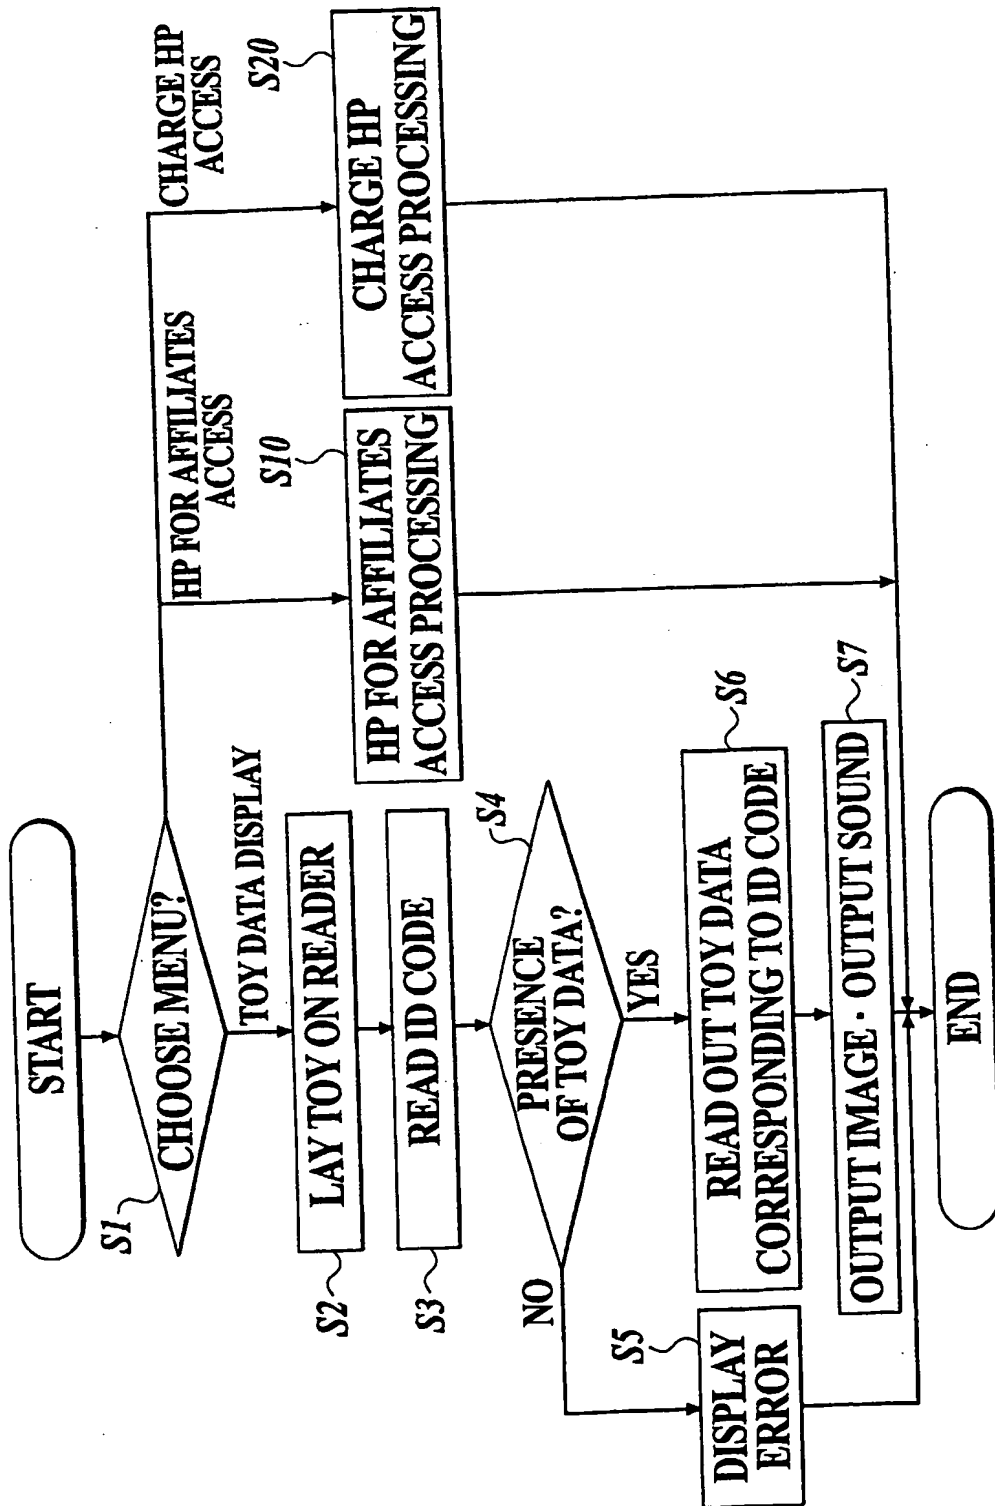 START
S1
CHOOSE MENU?
HP FOR AFFILIATES
ACCESS
CHARGE HP
ACCESS
TOY DATA DISPLAY
S2
LAY TOY ON READER
S10
HP FOR AFFILIATES
ACCESS PROCESSING
S20
CHARGE HP
ACCESS PROCESSING
S3
READ ID CODE
S4
PRESENCE
OF TOY DATA?
NO
YES
S5
DISPLAY
ERROR
S6
READ OUT TOY DATA
CORRESPONDING TO ID CODE
S7
OUTPUT IMAGE · OUTPUT SOUND
END